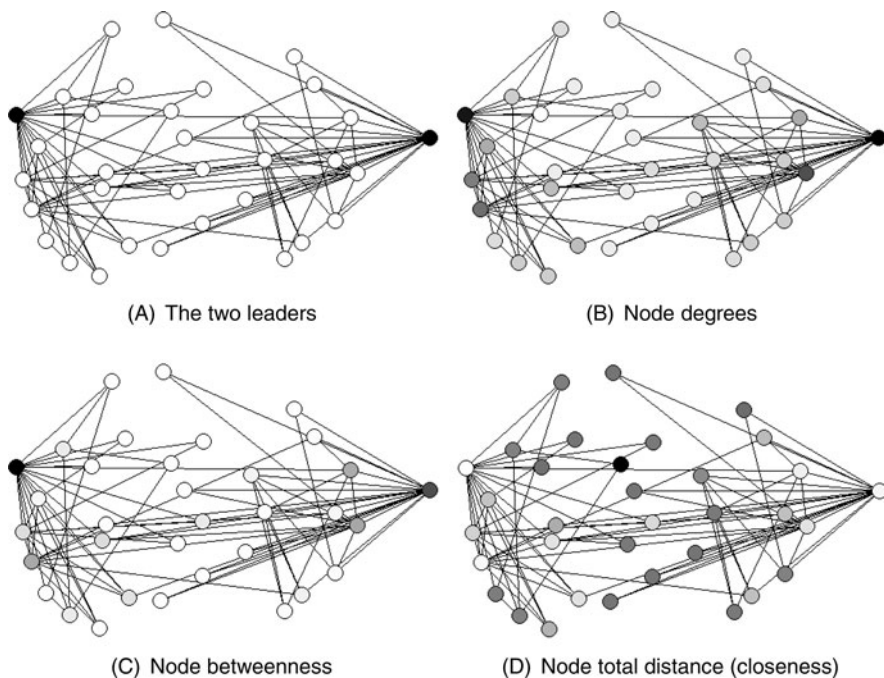 (A) The two leaders
(B) Node degrees
(C) Node betweenness
(D) Node total distance (closeness)